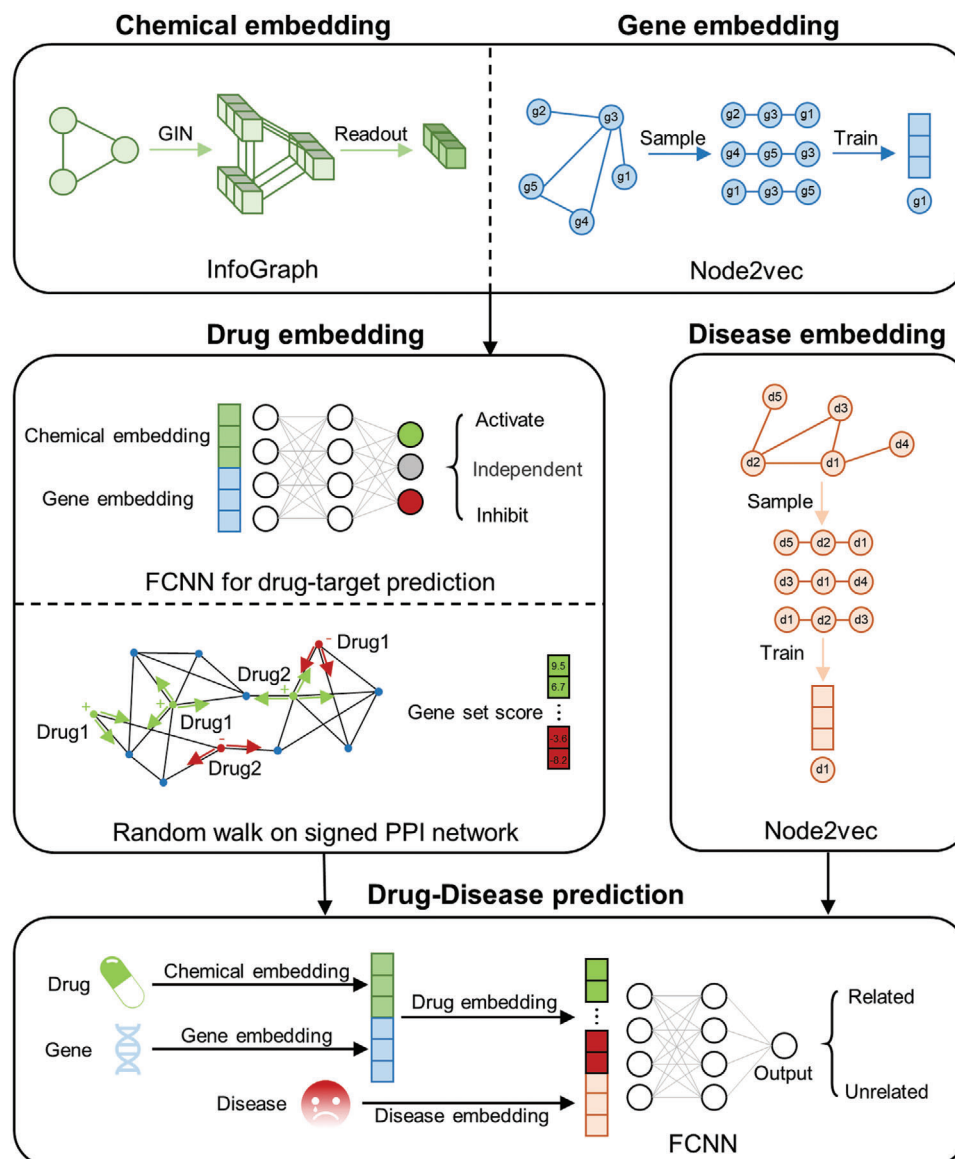 Chemical embedding
Gene embedding
GIN
Readout
InfoGraph
g2
g3
g5
g4
g1
Sample
g2 g3 g1
g4 g5 g3
g1 g3 g5
Train
g1
Node2vec
Drug embedding
Chemical embedding
Gene embedding
Activate
Independent
Inhibit
FCNN for drug-target prediction
Drug1
+
+
Drug1
-
Drug2
Drug2
+
-
Drug1
Gene set score
9.5
6.7
-3.6
-8.2
Random walk on signed PPI network
Disease embedding
d5
d3
d4
d2
d1
Sample
d5 d2 d1
d3 d1 d4
d1 d2 d3
Train
d1
Node2vec
Drug-Disease prediction
Drug
Chemical embedding
Gene
Gene embedding
Drug embedding
Disease
Disease embedding
Output
Related
Unrelated
FCNN